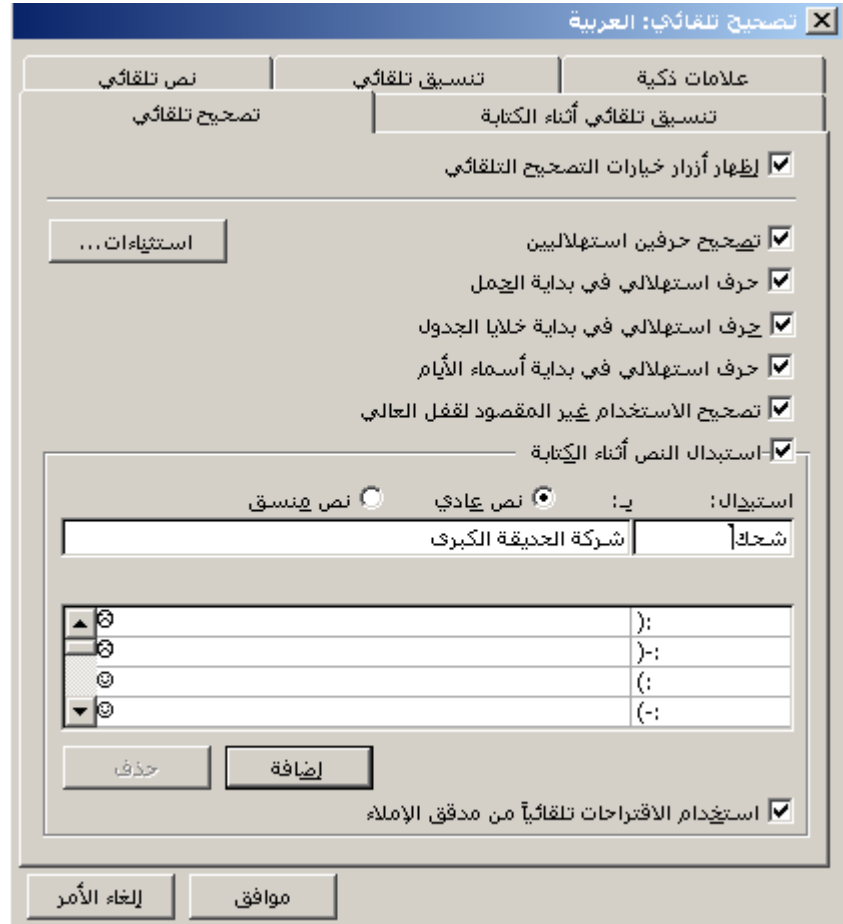 تصحيح تلقائي: العربية
علامات ذكية تنسيق تلقائي نص تلقائي
تنسيق تلقائي أثناء الكتابة تصحيح تلقائي
إظهار أزرار خيارات التصحيح التلقائي
تصحيح حرفين استهلاليين استثناءات...
حرف استهلالي في بداية الجمل
حرف استهلالي في بداية خلايا الجدول
حرف استهلالي في بداية أسماء الأيام
تصحيح الاستخدام غير المقصود لقفل العالي
استبدال النص أثناء الكتابة
استبدال: بـ: نص عادي نص منسق
شحك شركة الحديقة الكبرى
:( ☹
:-( ☹
:) ☺
:-) ☺
إضافة حذف
استخدام الاقتراحات تلقائياً من مدقق الإملاء
موافق إلغاء الأمر